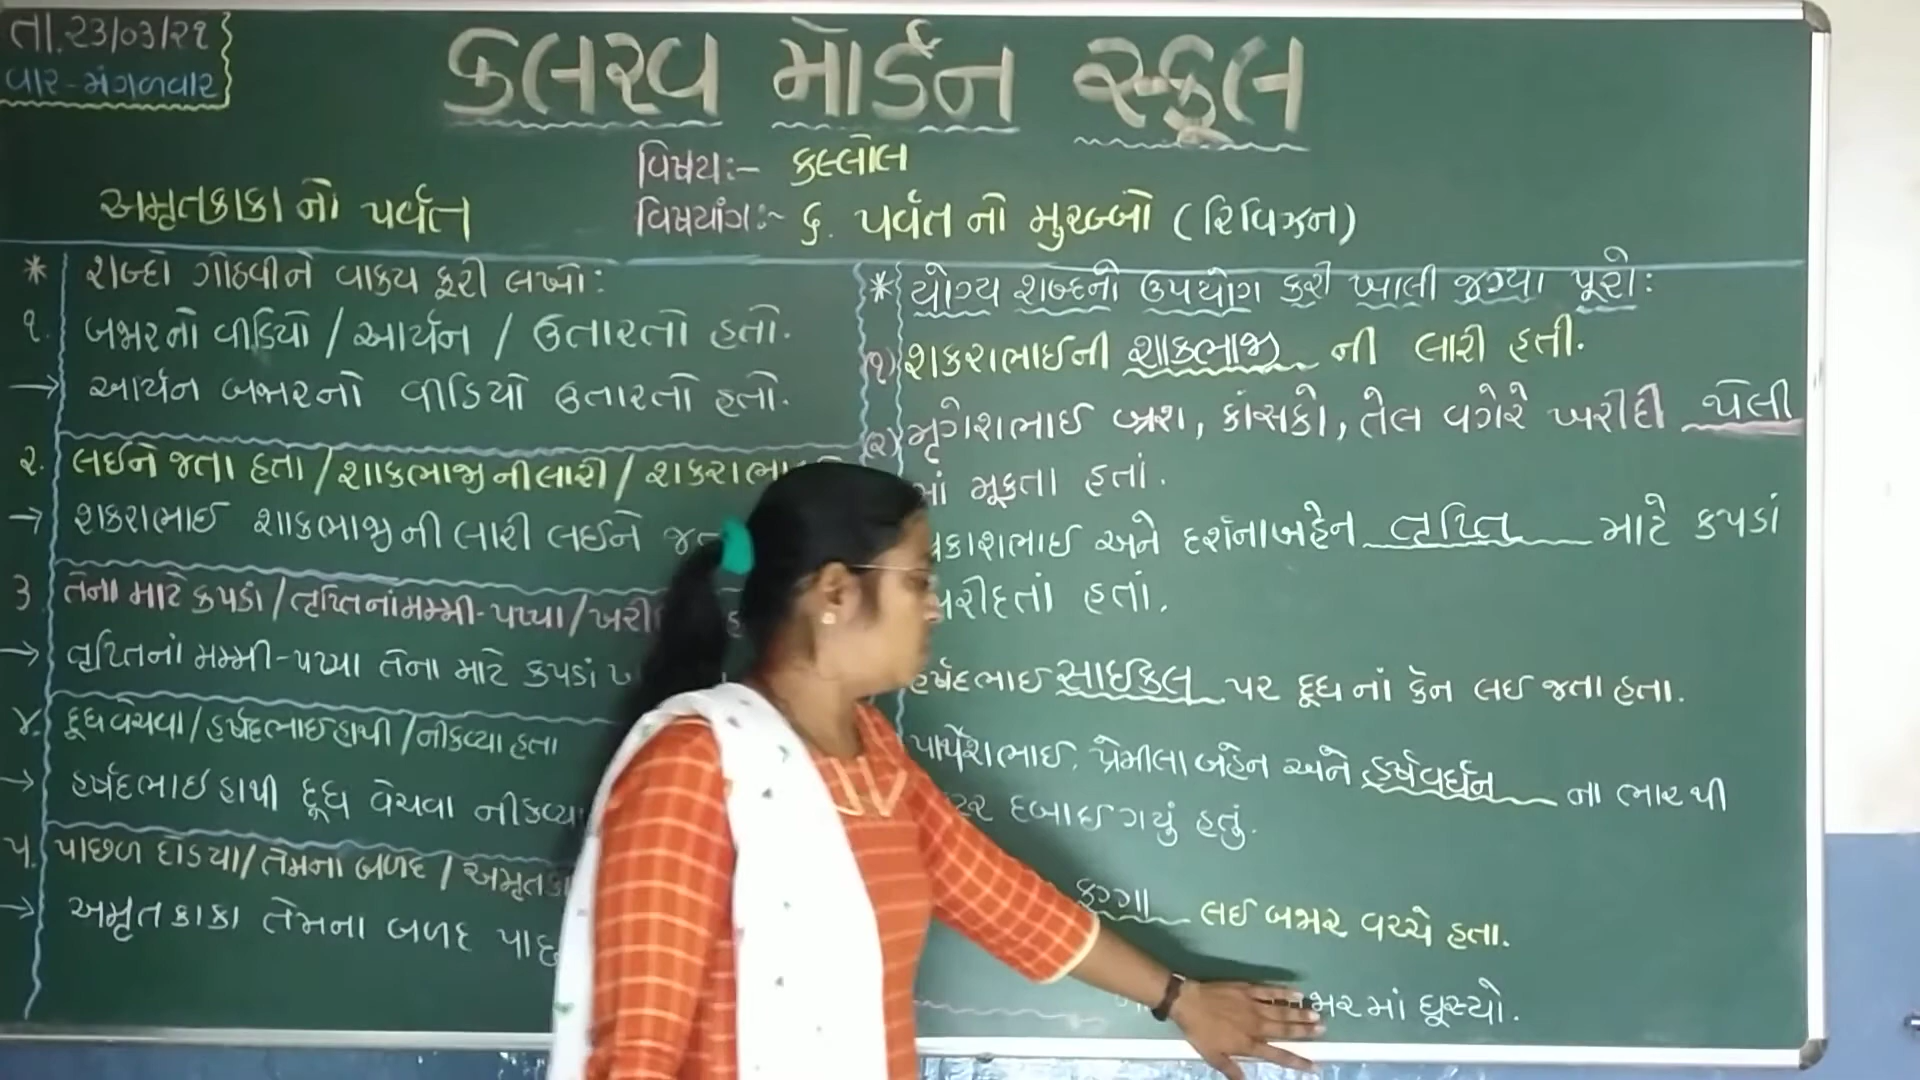 તા.૨૩/૦૩/૨૧
વાર-મંગળવાર
કલરવ મોર્ડન સ્કૂલ
વિષય:- કલ્લોલ
અમૃતકાકાનો પર્વત
વિષયાંગ:- ૬. પર્વતનો મુરબ્બો (રિવિઝન)
* શબ્દો ગોઠવીને વાક્ય ફરી લખો:
૧. બજારનો વીડિયો / આર્યન / ઉતારતો હતો.
→ આર્યન બજારનો વીડિયો ઉતારતો હતો.
૨. લઈને જતા હતા / શાકભાજીની લારી / શકરાભા
→ શકરાભાઈ શાકભાજીની લારી લઈને
૩. તેના માટે કપડાં / તૃપ્તિનાં મમ્મી-પપ્પા / ખરી
→ તૃપ્તિનાં મમ્મી-પપ્પા તેના માટે કપડાં
૪. દૂધ વેચવા / હર્ષદભાઈ હાથી / નીકળ્યા હતા
→ હર્ષદભાઈ હાથી દૂધ વેચવા નીકળ્યા
૫. પાછળ દોડ્યા / તેમના બળદ / અમૃતકા
→ અમૃતકાકા તેમના બળદ પાછ
* યોગ્ય શબ્દનો ઉપયોગ કરી ખાલી જગ્યા પૂરો:
(૧) શકરાભાઈની શાકભાજી ની લારી હતી.
(૨) મૃગેશભાઈ બ્રશ, કાંસકો, તેલ વગેરે ખરીદી થેલી
માં મૂકતા હતાં.
કાશભાઈ અને દર્શનાબહેન તૃપ્તિ માટે કપડાં
ખરીદતાં હતાં.
હર્ષદભાઈ સાઈકલ પર દૂધનાં કેન લઈ જતા હતા.
પાર્થેશભાઈ, પ્રેમીલાબહેન અને હર્ષવર્ધન ના ભારથી
ટર દબાઈ ગયું હતું.
ફુગ્ગા લઈ બજાર વચ્ચે હતા.
જારમાં ઘૂસ્યો.